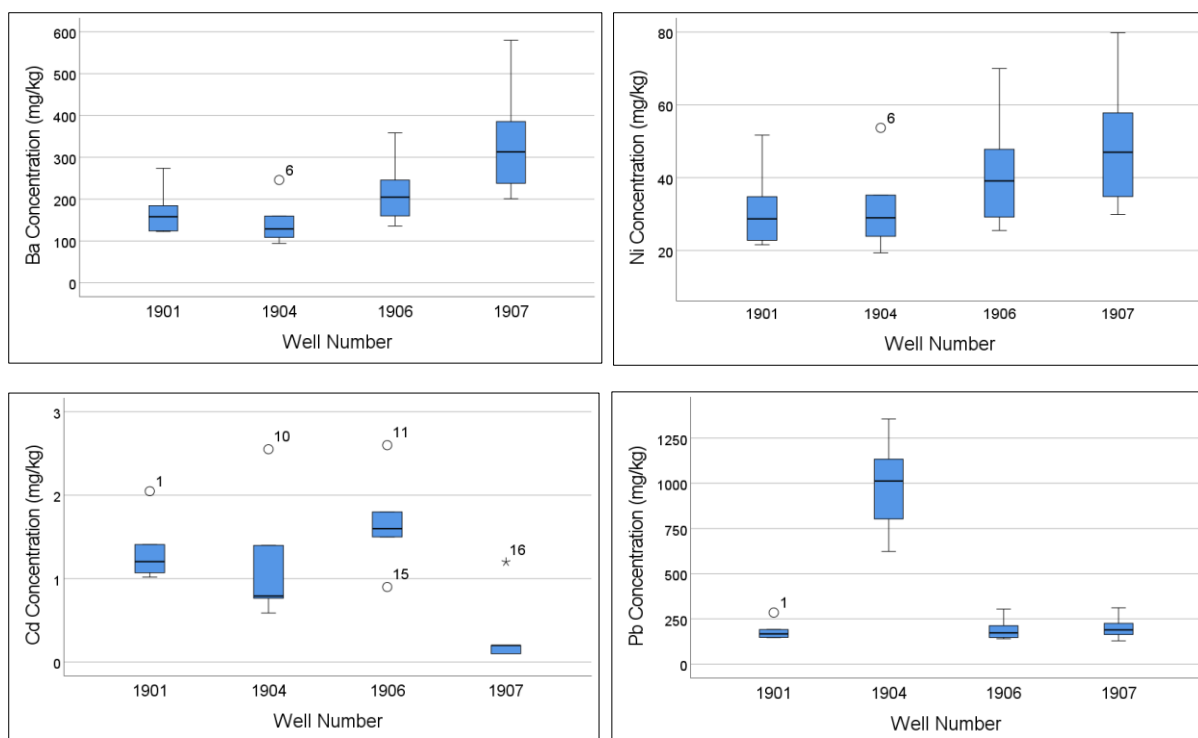 Ba Concentration (mg/kg)
600
500
400
300
200
100
0
6
1901 1904 1906 1907
Well Number
Ni Concentration (mg/kg)
80
60
40
20
6
1901 1904 1906 1907
Well Number
Cd Concentration (mg/kg)
3
2
1
0
1
10
11
15
16
1901 1904 1906 1907
Well Number
Pb Concentration (mg/kg)
1250
1000
750
500
250
0
1
1901 1904 1906 1907
Well Number